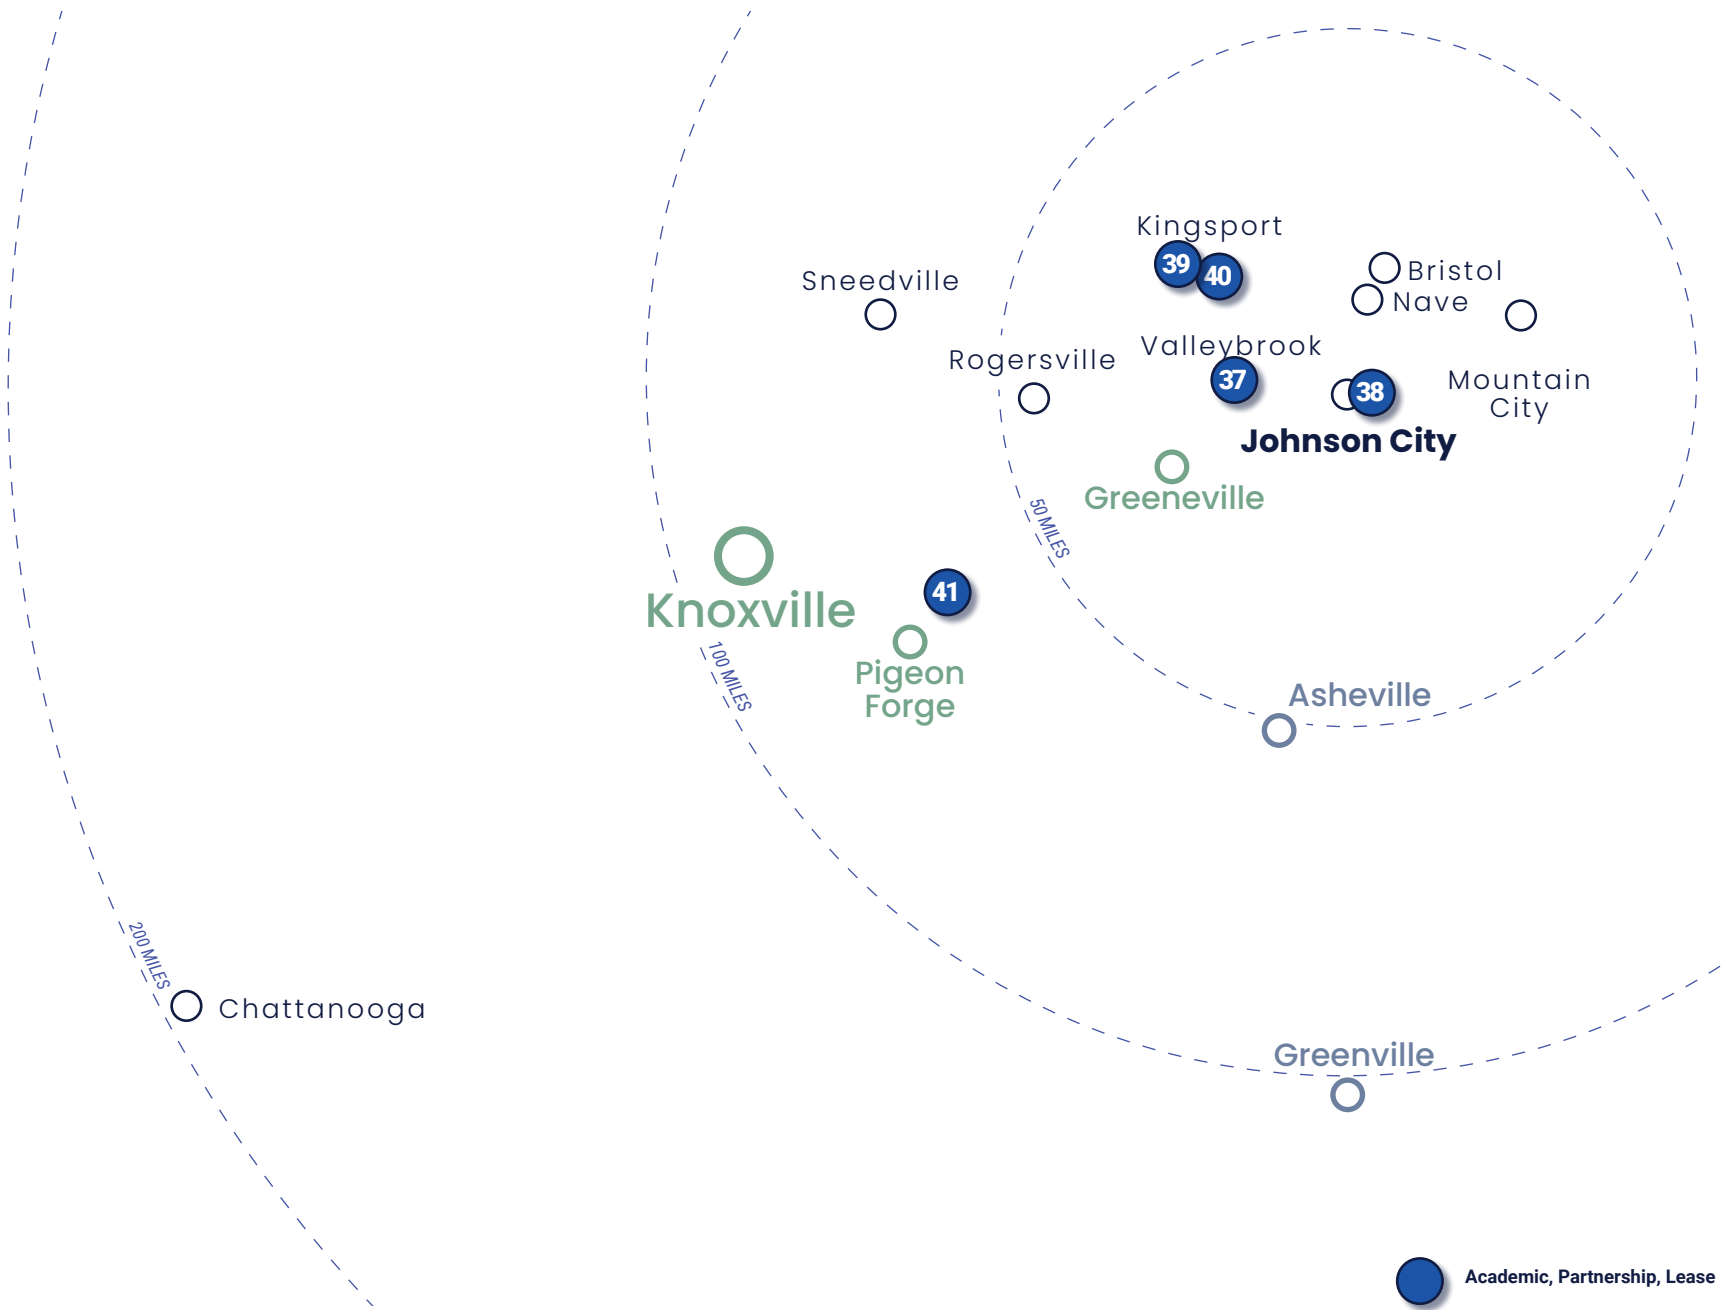 Kingsport
39
40
Sneedville
Bristol
Nave
Rogersville
Valleybrook
37
38
Mountain
City
Johnson City
Greeneville
50 MILES
Knoxville
41
100 MILES
Pigeon
Forge
Asheville
200 MILES
Chattanooga
Greenville
Academic, Partnership, Lease